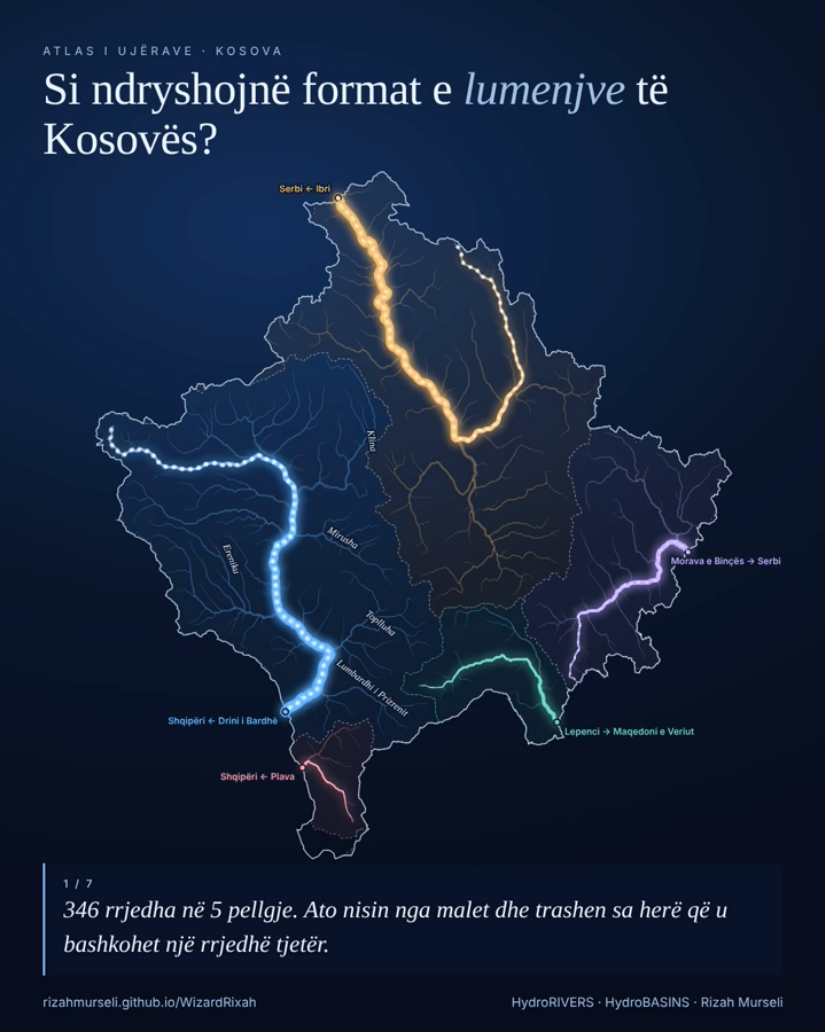 ATLAS I UJËRAVE · KOSOVA
Si ndryshojnë format e lumenjve të
Kosovës?
Serbi ← Ibri
Klina
Mirusha
Ereniku
Toplluha
Lumbardhi i Prizrenit
Morava e Binçës → Serbi
Shqipëri ← Drini i Bardhë
Lepenci → Maqedoni e Veriut
Shqipëri ← Plava
1 / 7
346 rrjedha në 5 pellgje. Ato nisin nga malet dhe trashen sa herë që u
bashkohet një rrjedhë tjetër.
rizahmurseli.github.io/WizardRixah
HydroRIVERS · HydroBASINS · Rizah Murseli